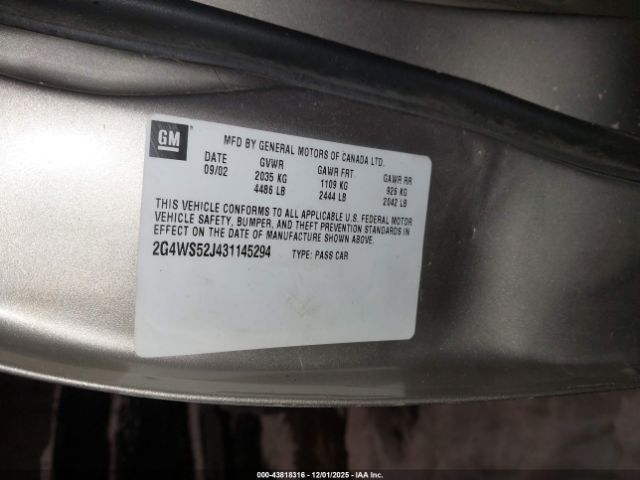 GM
MFD BY GENERAL MOTORS OF CANADA LTD.
DATE GVWR GAWR FRT GAWR RR
09/02 2035 KG 1109 KG 926 KG
4486 LB 2444 LB 2042 LB
THIS VEHICLE CONFORMS TO ALL APPLICABLE U.S. FEDERAL MOTOR
VEHICLE SAFETY, BUMPER, AND THEFT PREVENTION STANDARDS IN
EFFECT ON THE DATE OF MANUFACTURE SHOWN ABOVE.
2G4WS52J431145294 TYPE: PASS CAR
000-43818316 • 12/01/2025 • IAA Inc.